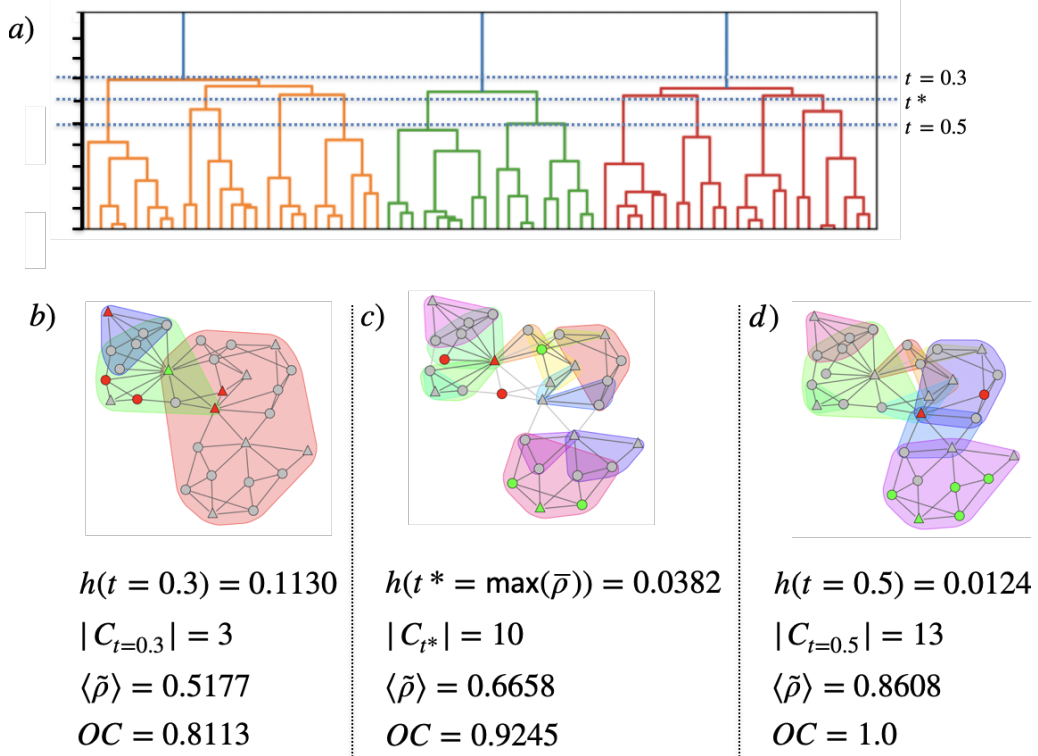 a)
t = 0.3
t *
t = 0.5
b)
c)
d)
h(t = 0.3) = 0.1130
|C_{t=0.3}| = 3
⟨ρ̃⟩ = 0.5177
OC = 0.8113
h(t * = max(ρ̅)) = 0.0382
|C_{t*}| = 10
⟨ρ̃⟩ = 0.6658
OC = 0.9245
h(t = 0.5) = 0.0124
|C_{t=0.5}| = 13
⟨ρ̃⟩ = 0.8608
OC = 1.0